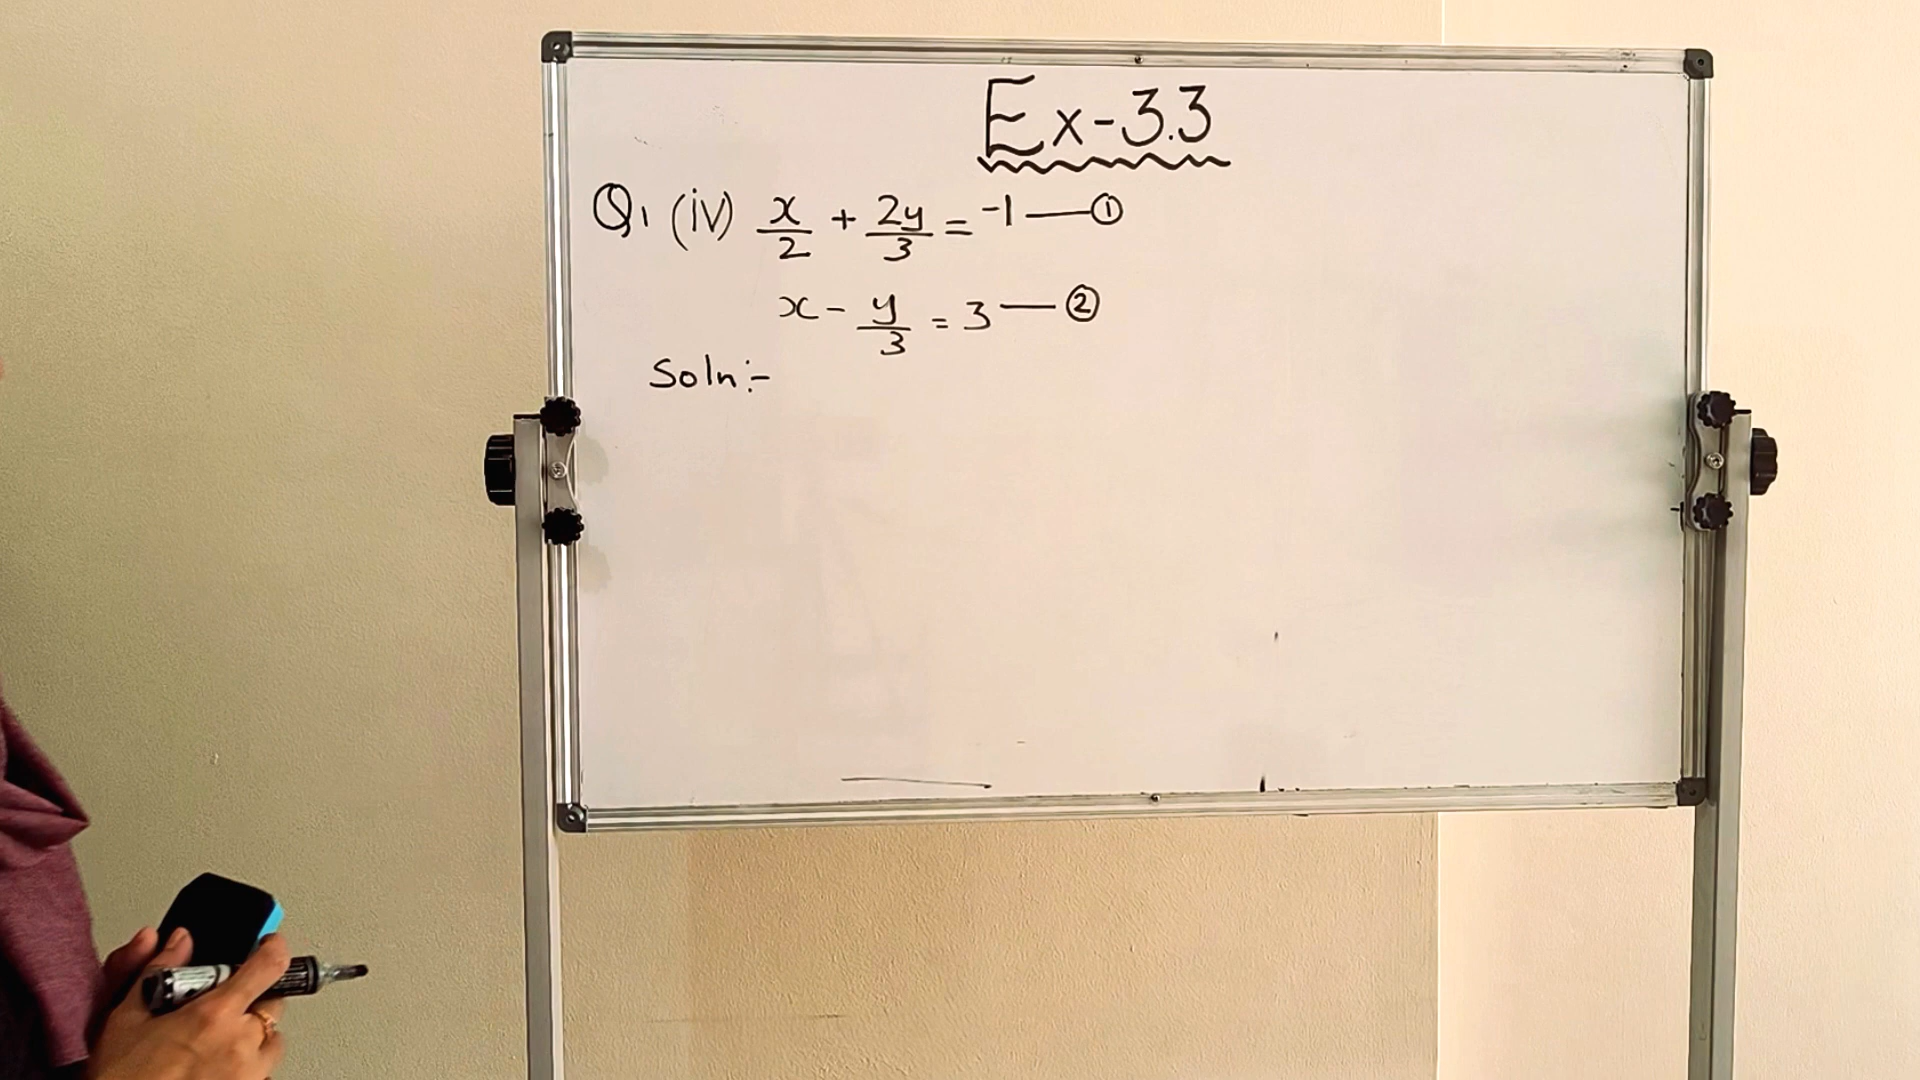 Ex-3.3
Q1 (iv) x/2 + 2y/3 = -1 — ①
x - y/3 = 3 — ②
Soln:-